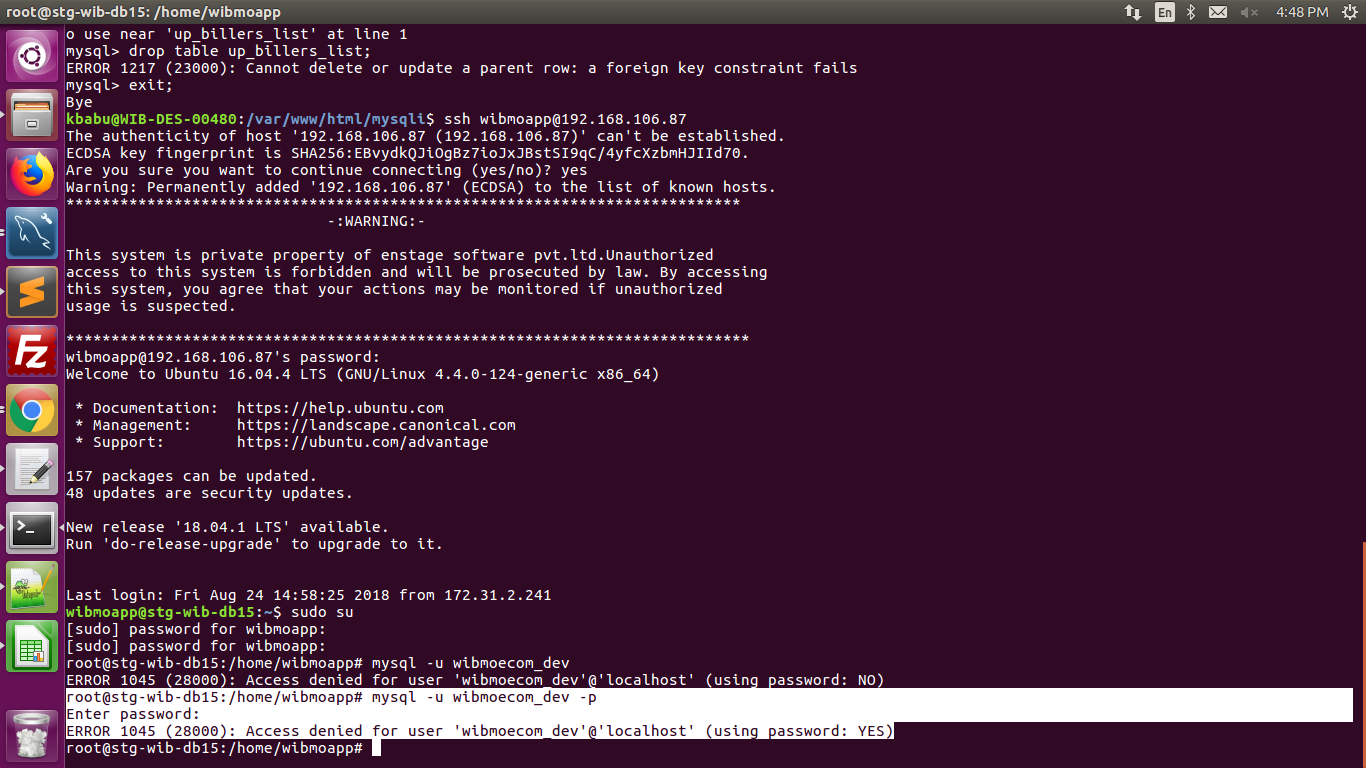 root@stg-wib-db15: /home/wibmoapp
En
4:48 PM
o use near 'up_billers_list' at line 1
mysql> drop table up_billers_list;
ERROR 1217 (23000): Cannot delete or update a parent row: a foreign key constraint fails
mysql> exit;
Bye
kbabu@WIB-DES-00480:/var/www/html/mysqli$ ssh wibmoapp@192.168.106.87
The authenticity of host '192.168.106.87 (192.168.106.87)' can't be established.
ECDSA key fingerprint is SHA256:EBvydkQJiOgBz7ioJxJBstSI9qC/4yfcXzbmHJIId70.
Are you sure you want to continue connecting (yes/no)? yes
Warning: Permanently added '192.168.106.87' (ECDSA) to the list of known hosts.
***************************************************************************
-:WARNING:-
This system is private property of enstage software pvt.ltd.Unauthorized
access to this system is forbidden and will be prosecuted by law. By accessing
this system, you agree that your actions may be monitored if unauthorized
usage is suspected.
****************************************************************************
wibmoapp@192.168.106.87's password:
Welcome to Ubuntu 16.04.4 LTS (GNU/Linux 4.4.0-124-generic x86_64)
* Documentation:  https://help.ubuntu.com
* Management:     https://landscape.canonical.com
* Support:        https://ubuntu.com/advantage
157 packages can be updated.
48 updates are security updates.
New release '18.04.1 LTS' available.
Run 'do-release-upgrade' to upgrade to it.
Last login: Fri Aug 24 14:58:25 2018 from 172.31.2.241
wibmoapp@stg-wib-db15:~$ sudo su
[sudo] password for wibmoapp:
[sudo] password for wibmoapp:
root@stg-wib-db15:/home/wibmoapp# mysql -u wibmoecom_dev
ERROR 1045 (28000): Access denied for user 'wibmoecom_dev'@'localhost' (using password: NO)
root@stg-wib-db15:/home/wibmoapp# mysql -u wibmoecom_dev -p
Enter password:
ERROR 1045 (28000): Access denied for user 'wibmoecom_dev'@'localhost' (using password: YES)
root@stg-wib-db15:/home/wibmoapp#